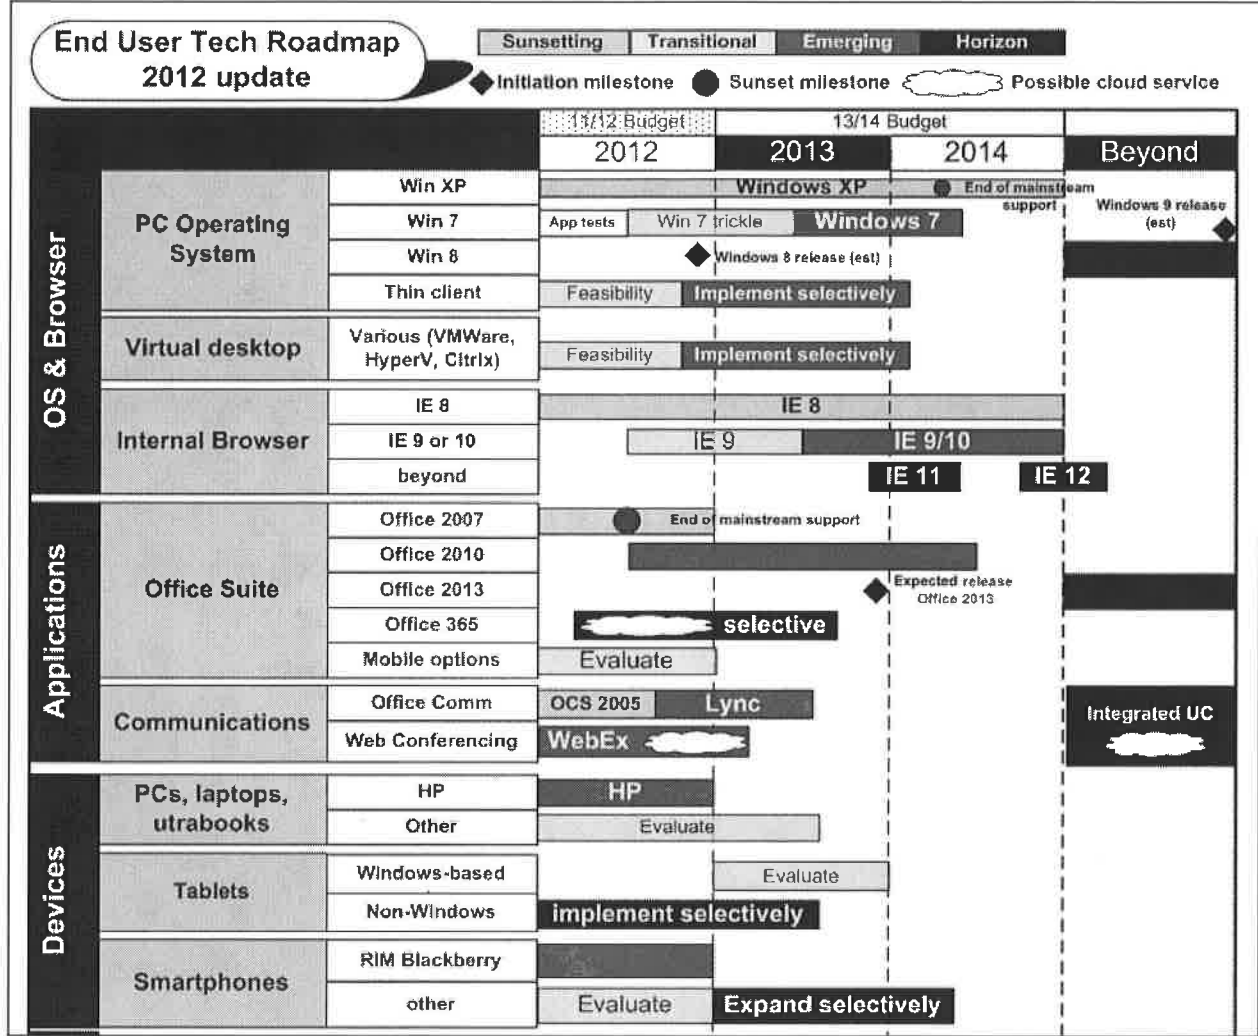 End User Tech Roadmap
2012 update
Sunsetting Transitional Emerging Horizon
Initiation milestone Sunset milestone Possible cloud service
11/12 Budget 13/14 Budget
2012 2013 2014 Beyond
OS & Browser
PC Operating
System
Win XP
Windows XP
End of mainstream
support
Windows 9 release
(est)
Win 7
App tests Win 7 trickle Windows 7
Win 8
Windows 8 release (est)
Thin client
Feasibility Implement selectively
Virtual desktop
Various (VMWare,
HyperV, Citrix)
Feasibility Implement selectively
Internal Browser
IE 8
IE 8
IE 9 or 10
IE 9 IE 9/10
beyond
IE 11 IE 12
Applications
Office Suite
Office 2007
End of mainstream support
Office 2010
Office 2013
Expected release
Office 2013
Office 365
selective
Mobile options
Evaluate
Communications
Office Comm
OCS 2005 Lync
Web Conferencing
WebEx
Integrated UC
Devices
PCs, laptops,
utrabooks
HP
HP
Other
Evaluate
Tablets
Windows-based
Evaluate
Non-Windows
implement selectively
Smartphones
RIM Blackberry
other
Evaluate Expand selectively